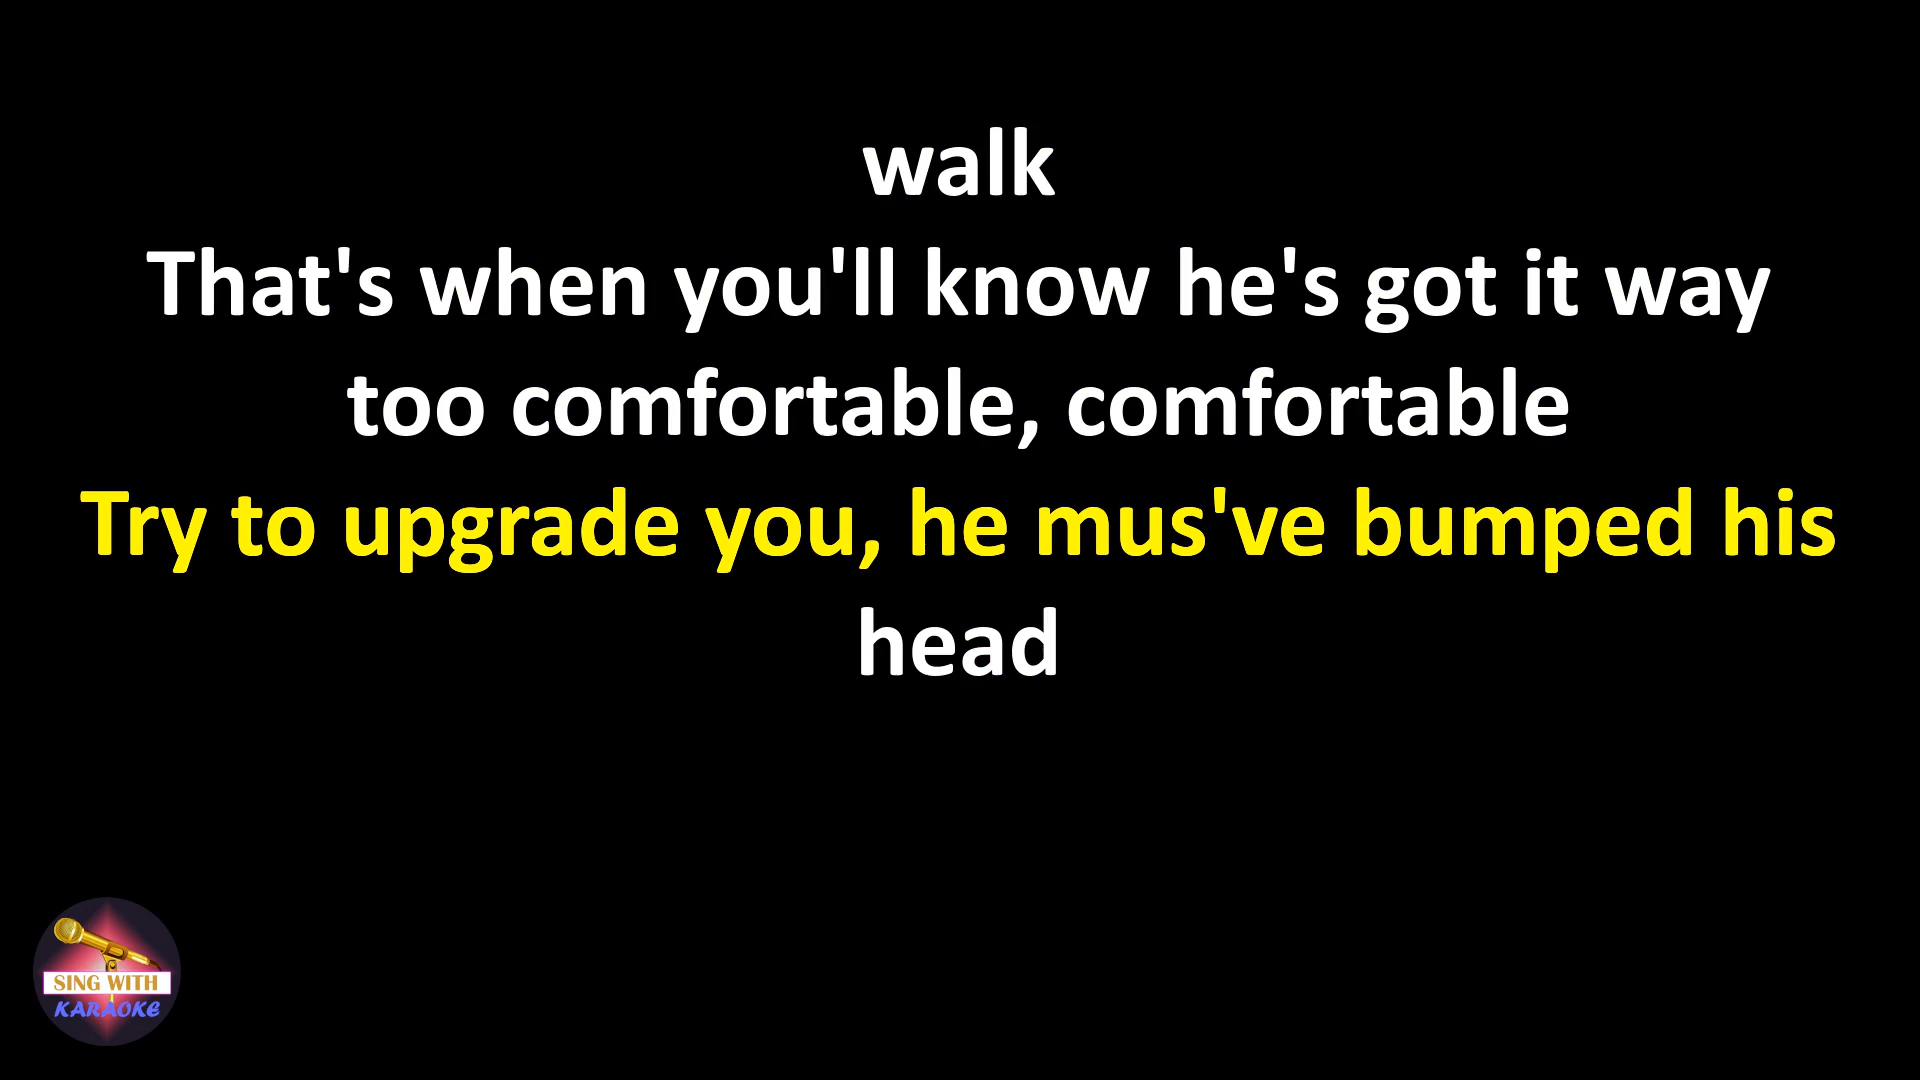 walk
That's when you'll know he's got it way
too comfortable, comfortable
Try to upgrade you, he mus've bumped his
head
SING WITH
KARAOKE